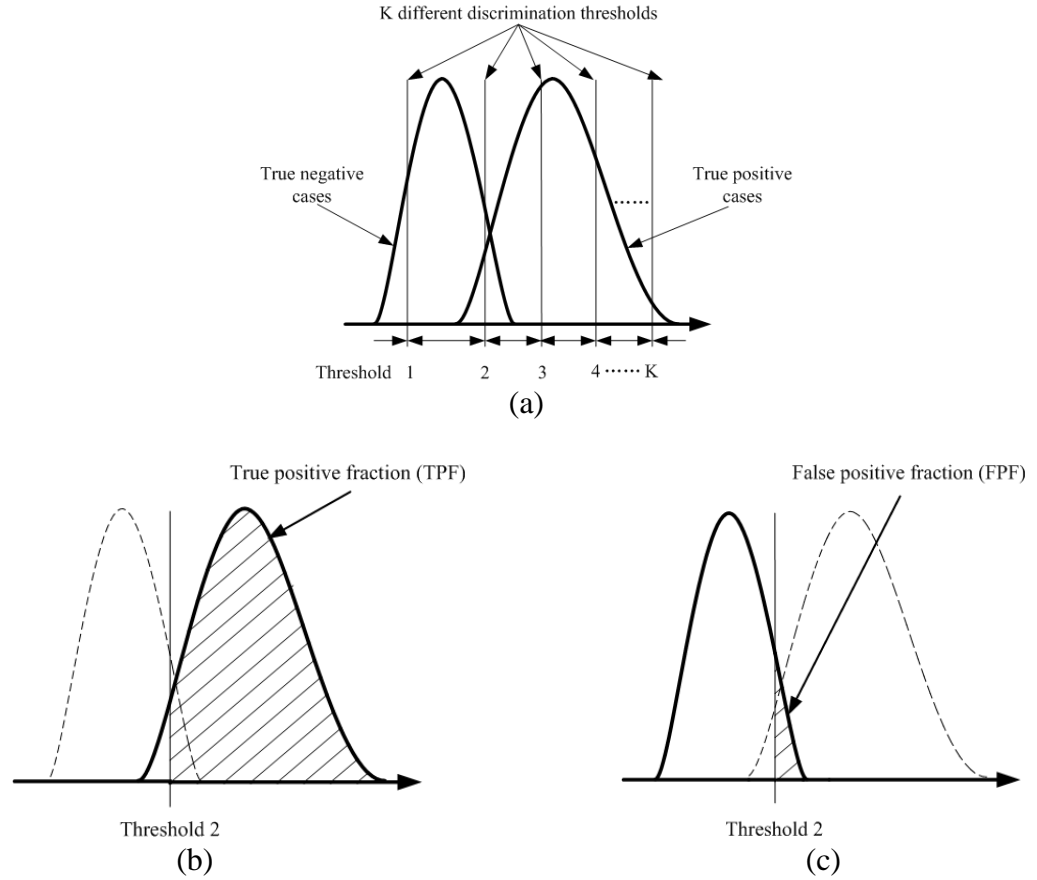 K different discrimination thresholds
True negative
cases
True positive
cases
......
Threshold 1 2 3 4 ...... K
(a)
True positive fraction (TPF)
Threshold 2
(b)
False positive fraction (FPF)
Threshold 2
(c)